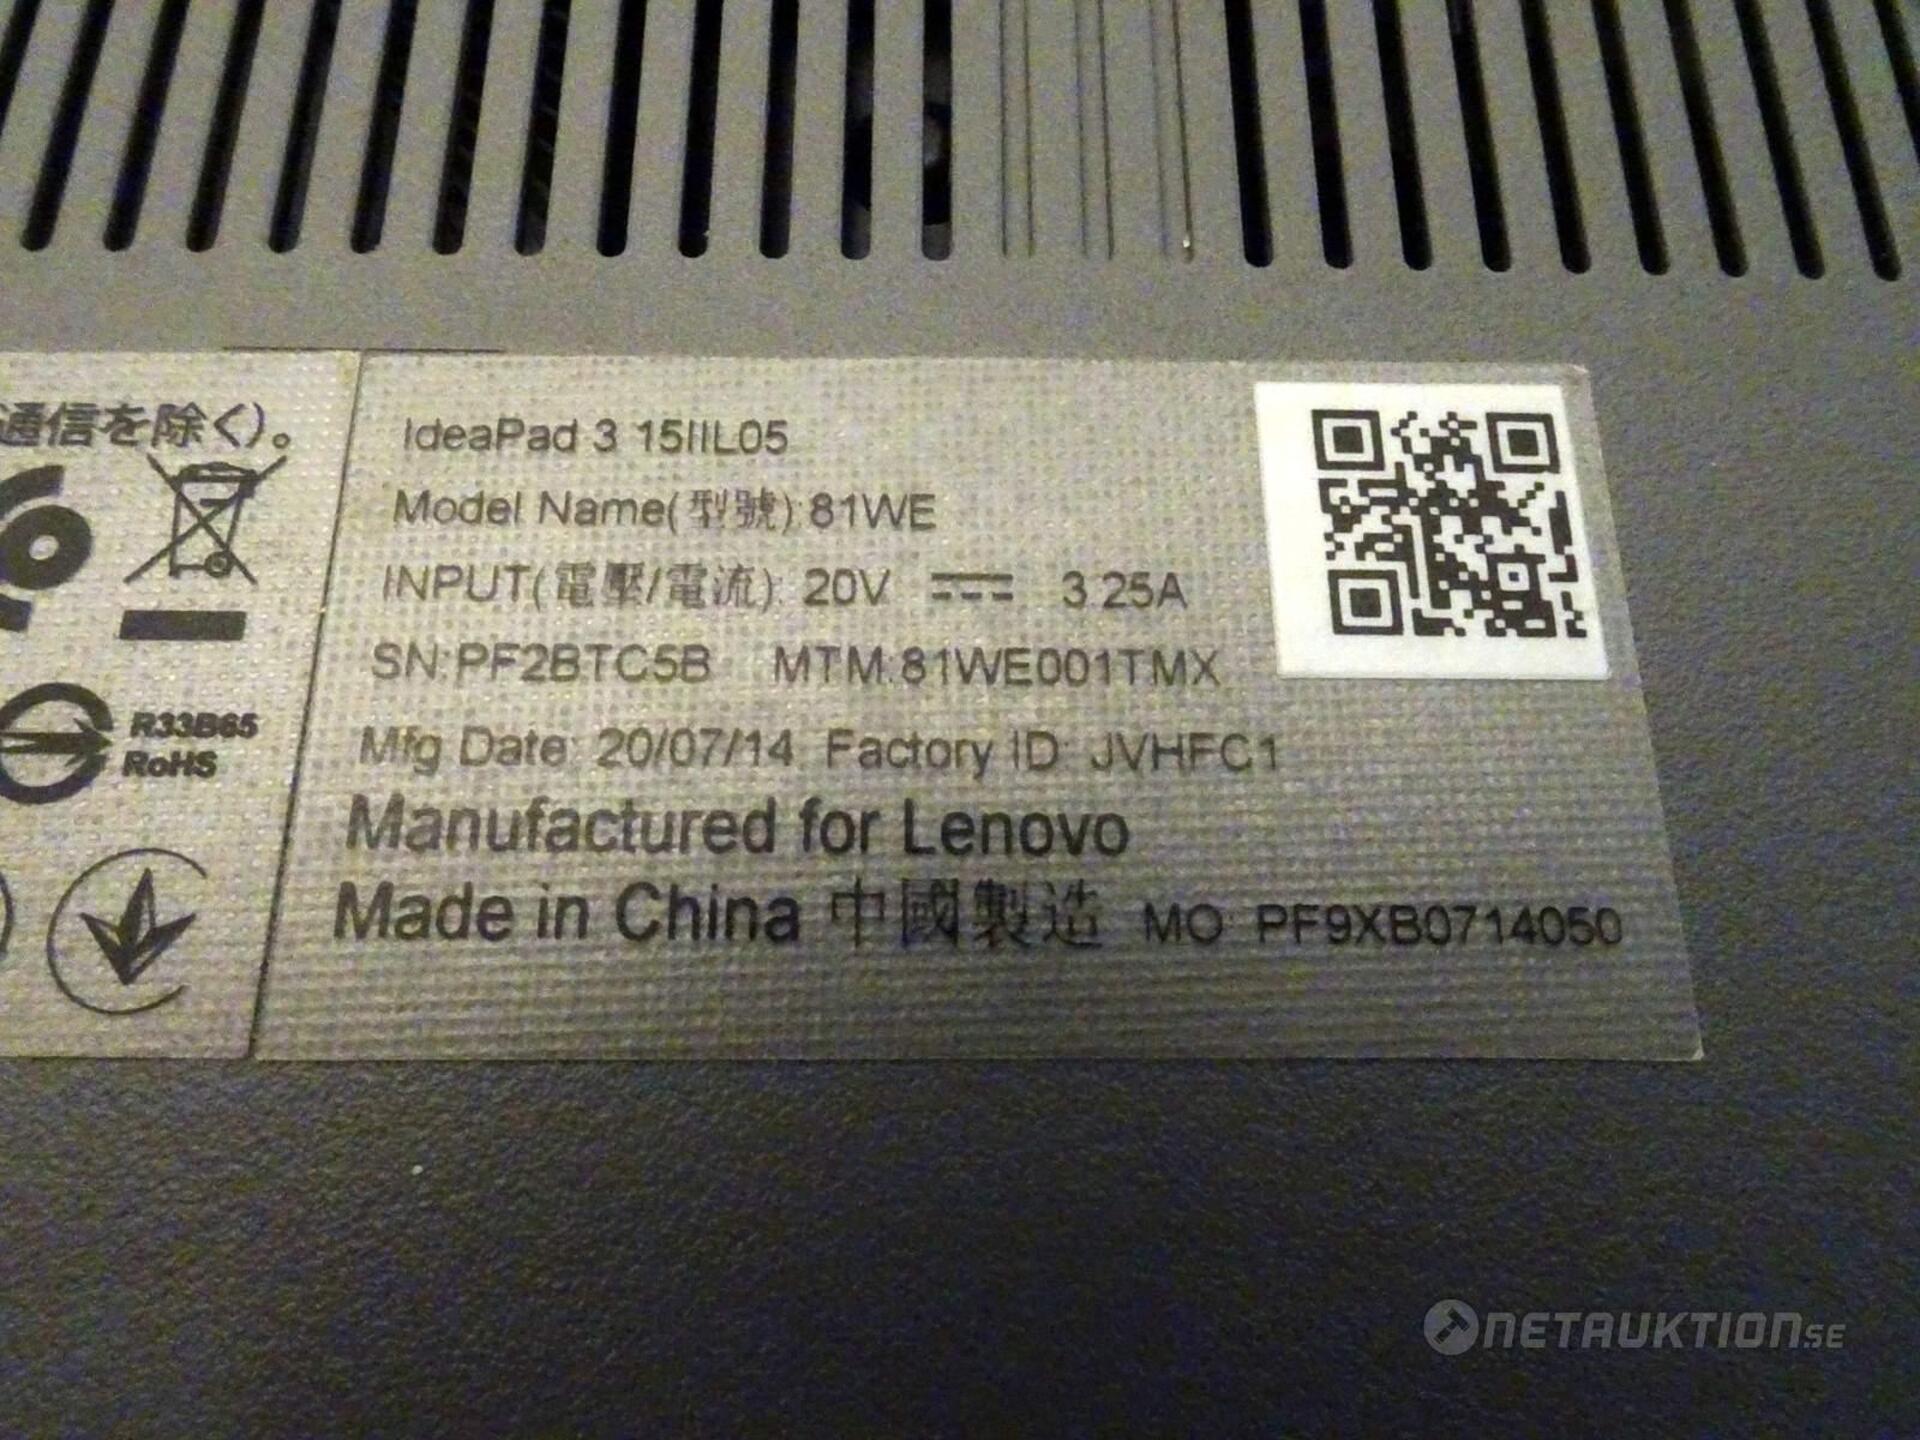 通信を除く)。
R33B65
RoHS
IdeaPad 3 15IIL05
Model Name(型號):81WE
INPUT(電壓/電流): 20V ⎓ 3.25A
SN:PF2BTC5B MTM:81WE001TMX
Mfg Date: 20/07/14 Factory ID: JVHFC1
Manufactured for Lenovo
Made in China 中國製造 MO: PF9XB0714050
NETAUKTION.SE